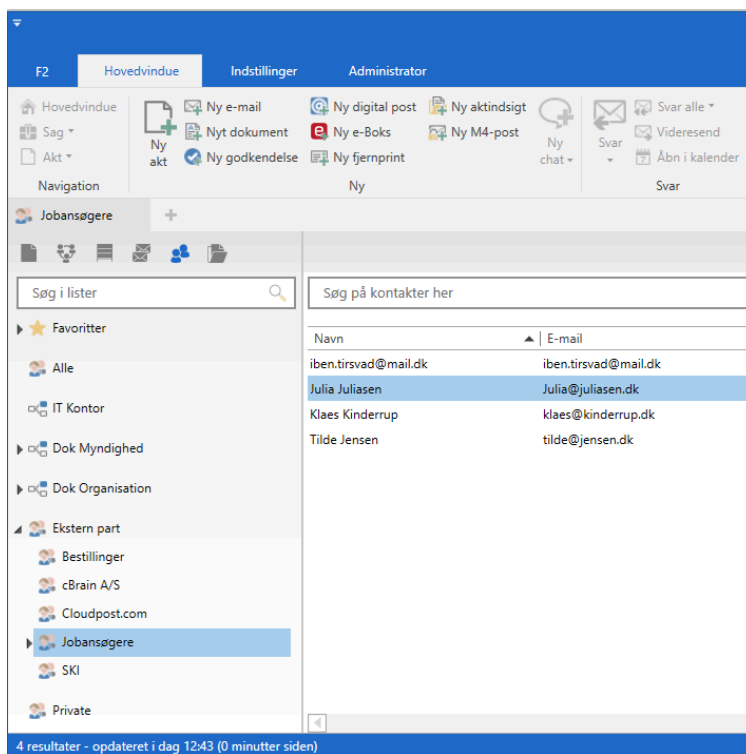 F2 Hovedvindue Indstillinger Administrator
Hovedvindue
Sag
Akt
Navigation
Ny akt
Ny e-mail
Nyt dokument
Ny godkendelse
Ny digital post
Ny e-Boks
Ny fjernprint
Ny aktindsigt
Ny M4-post
Ny chat
Ny
Svar
Svar alle
Videresend
Åbn i kalender
Svar
Jobansøgere
Søg i lister
Favoritter
Alle
IT Kontor
Dok Myndighed
Dok Organisation
Ekstern part
Bestillinger
cBrain A/S
Cloudpost.com
Jobansøgere
SKI
Private
Søg på kontakter her
Navn E-mail
iben.tirsvad@mail.dk iben.tirsvad@mail.dk
Julia Juliasen Julia@juliasen.dk
Klaes Kinderrup klaes@kinderrup.dk
Tilde Jensen tilde@jensen.dk
4 resultater - opdateret i dag 12:43 (0 minutter siden)